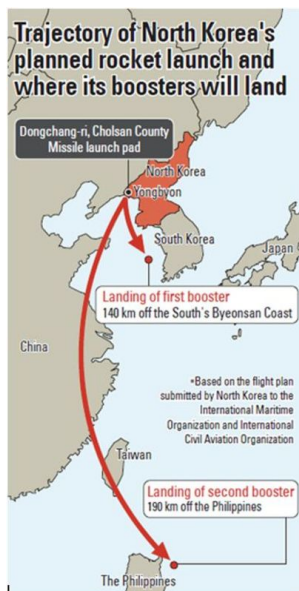 Trajectory of North Korea's
planned rocket launch and
where its boosters will land
Dongchang-ri, Cholsan County
Missile launch pad
North Korea
Yongbyon
South Korea
Japan
Landing of first booster
140 km off the South's Byeonsan Coast
China
*Based on the flight plan
submitted by North Korea to the
International Maritime
Organization and International
Civil Aviation Organization
Taiwan
Landing of second booster
190 km off the Philippines
The Philippines